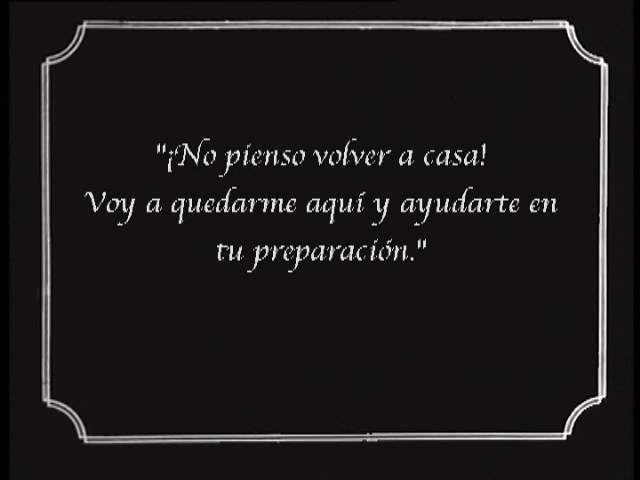 "¡No pienso volver a casa!
Voy a quedarme aquí y ayudarte en
tu preparación."